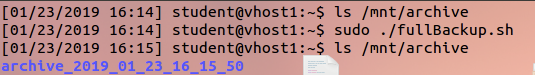 [01/23/2019 16:14] student@vhost1:~$ ls /mnt/archive
[01/23/2019 16:14] student@vhost1:~$ sudo ./fullBackup.sh
[01/23/2019 16:15] student@vhost1:~$ ls /mnt/archive
archive_2019_01_23_16_15_50